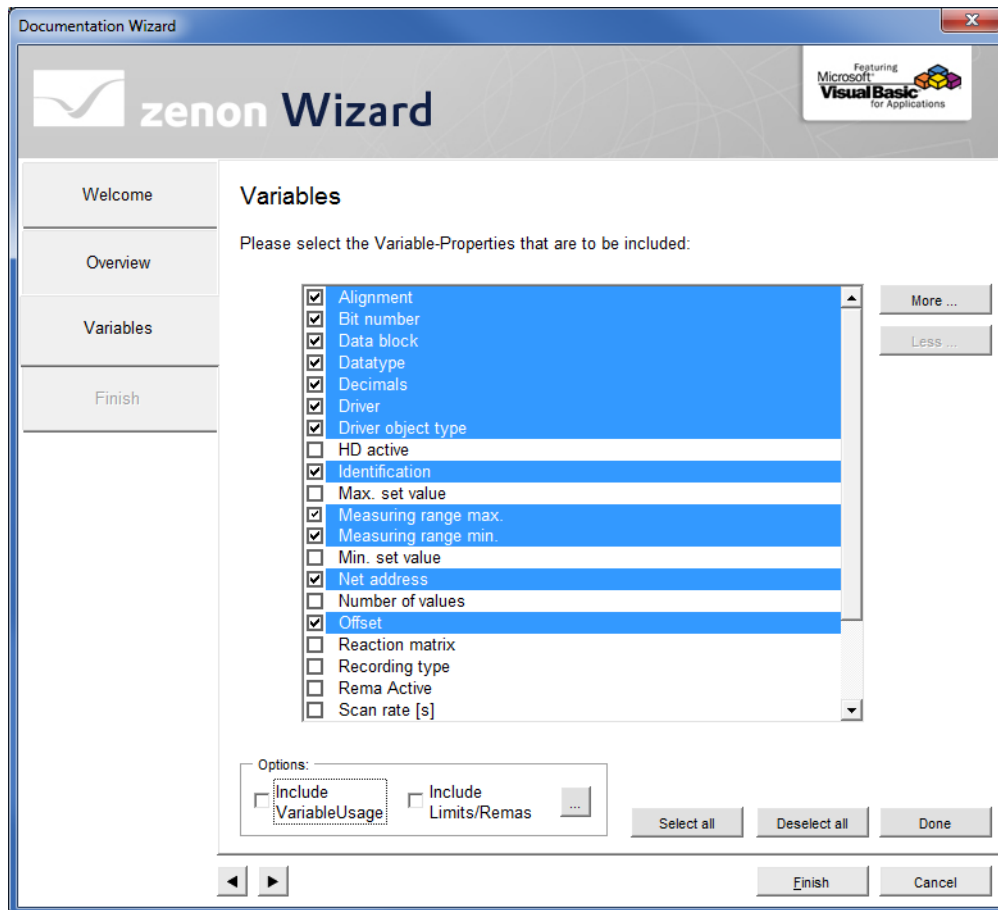 Documentation Wizard
x
zenon Wizard
Featuring
Microsoft®
Visual Basic
for Applications
Welcome
Overview
Variables
Finish
Variables
Please select the Variable-Properties that are to be included:
Alignment
Bit number
Data block
Datatype
Decimals
Driver
Driver object type
HD active
Identification
Max. set value
Measuring range max.
Measuring range min.
Min. set value
Net address
Number of values
Offset
Reaction matrix
Recording type
Rema Active
Scan rate [s]
More ...
Less ...
Options:
Include
VariableUsage
Include
Limits/Remas
...
Select all
Deselect all
Done
Finish
Cancel